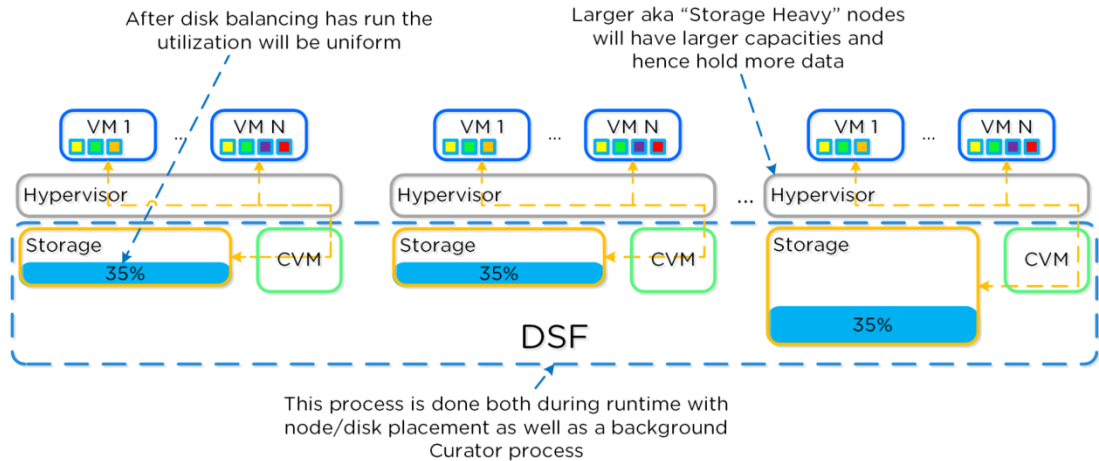 After disk balancing has run the
utilization will be uniform
Larger aka “Storage Heavy” nodes
will have larger capacities and
hence hold more data
VM 1
...
VM N
VM 1
...
VM N
VM 1
...
VM N
Hypervisor
Hypervisor
...
Hypervisor
Storage
35%
CVM
Storage
35%
CVM
Storage
35%
CVM
DSF
This process is done both during runtime with
node/disk placement as well as a background
Curator process